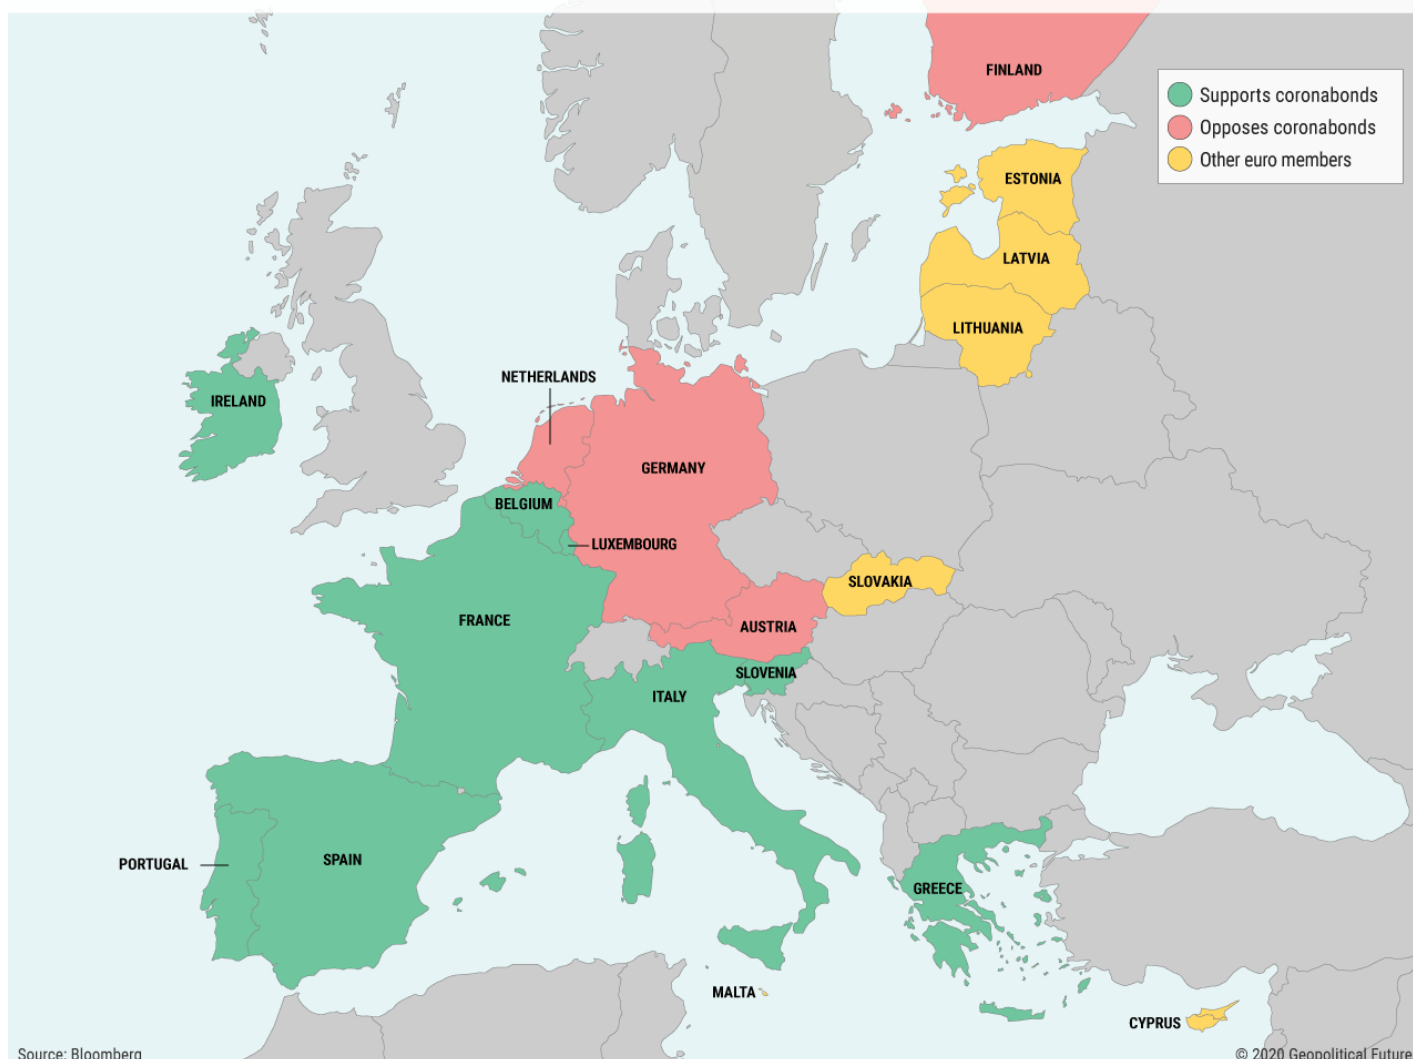 FINLAND
Supports coronabonds
Opposes coronabonds
Other euro members
ESTONIA
LATVIA
LITHUANIA
NETHERLANDS
IRELAND
GERMANY
BELGIUM
LUXEMBOURG
SLOVAKIA
FRANCE
AUSTRIA
SLOVENIA
ITALY
PORTUGAL
SPAIN
GREECE
MALTA
CYPRUS
Source: Bloomberg
© 2020 Geopolitical Future